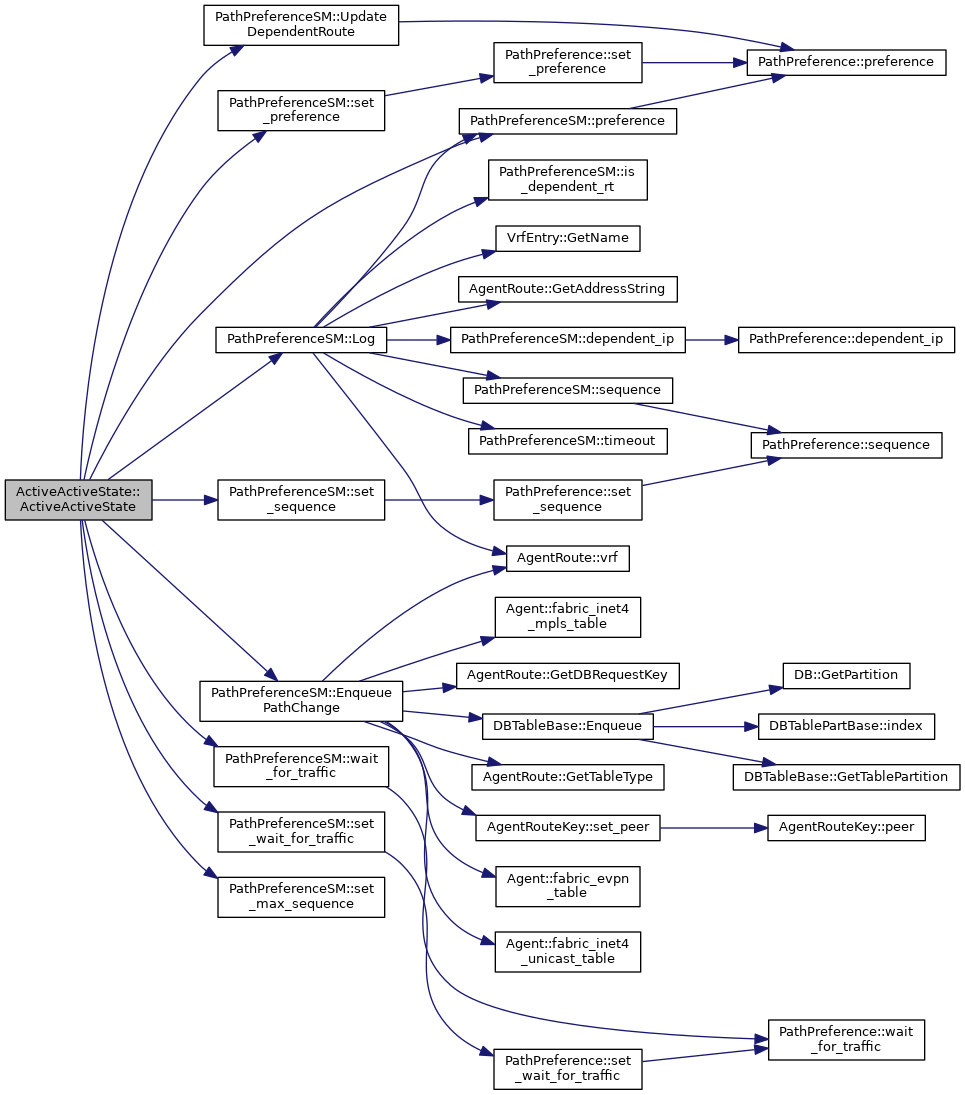 ActiveActiveState::
ActiveActiveState
PathPreferenceSM::Update
DependentRoute
PathPreferenceSM::set
_preference
PathPreferenceSM::Log
PathPreferenceSM::set
_sequence
PathPreferenceSM::Enqueue
PathChange
PathPreferenceSM::wait
_for_traffic
PathPreferenceSM::set
_wait_for_traffic
PathPreferenceSM::set
_max_sequence
PathPreference::set
_preference
PathPreferenceSM::preference
PathPreferenceSM::is
_dependent_rt
VrfEntry::GetName
AgentRoute::GetAddressString
PathPreferenceSM::dependent_ip
PathPreferenceSM::sequence
PathPreferenceSM::timeout
PathPreference::set
_sequence
AgentRoute::vrf
Agent::fabric_inet4
_mpls_table
AgentRoute::GetDBRequestKey
DBTableBase::Enqueue
AgentRoute::GetTableType
AgentRouteKey::set_peer
Agent::fabric_evpn
_table
Agent::fabric_inet4
_unicast_table
PathPreference::set
_wait_for_traffic
PathPreference::preference
PathPreference::dependent_ip
PathPreference::sequence
DB::GetPartition
DBTablePartBase::index
DBTableBase::GetTablePartition
AgentRouteKey::peer
PathPreference::wait
_for_traffic